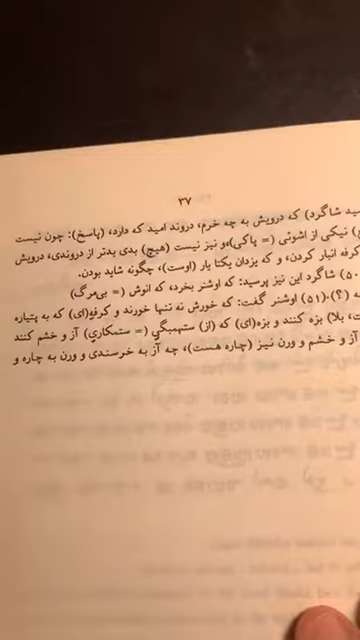 ۳۷
ید شاگرد) که درویش به چه خرم، دروند امید که دارد، (پاسخ): چون نیست
) نیکی از اشوئی (= پاکی)،و نیز نیست (هیچ) بدی بدتر از دروندی، درویش
کرفه انبار کردن، و که یزدان یکتا یار (اوست)، چگونه شاید بودن.
۵۰) شاگرد این نیز پرسید: که اوشنر بخرد، که انوش (= بی‌مرگ)
ه (؟).(۵۱) اوشنر گفت: که خورش نه تنها خورند و کرفه(ای) که به پتیاره
ت، بلا) بزه کنند و بزه(ای) که (از) ستهمبگی (= ستمکاری) آز و خشم کنند
آز و خشم و ورن نیز (چاره هست)، چه آز به خرسندی و ورن به چاره و